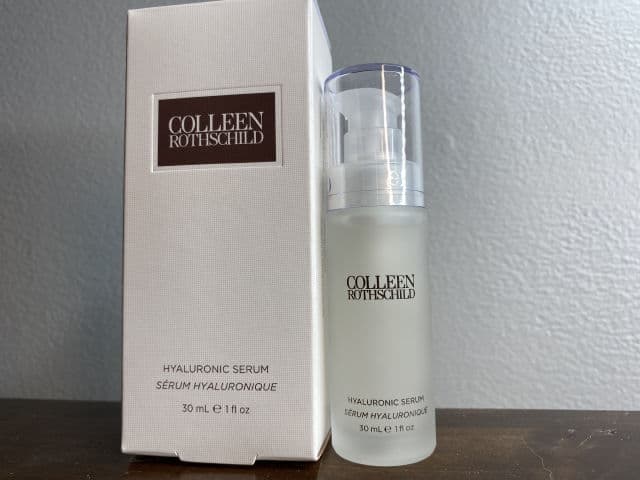 COLLEEN
ROTHSCHILD
HYALURONIC SERUM
SÉRUM HYALURONIQUE
30 mL ℮ 1 fl oz
COLLEEN
ROTHSCHILD
HYALURONIC SERUM
SÉRUM HYALURONIQUE
30 mL ℮ 1 fl oz